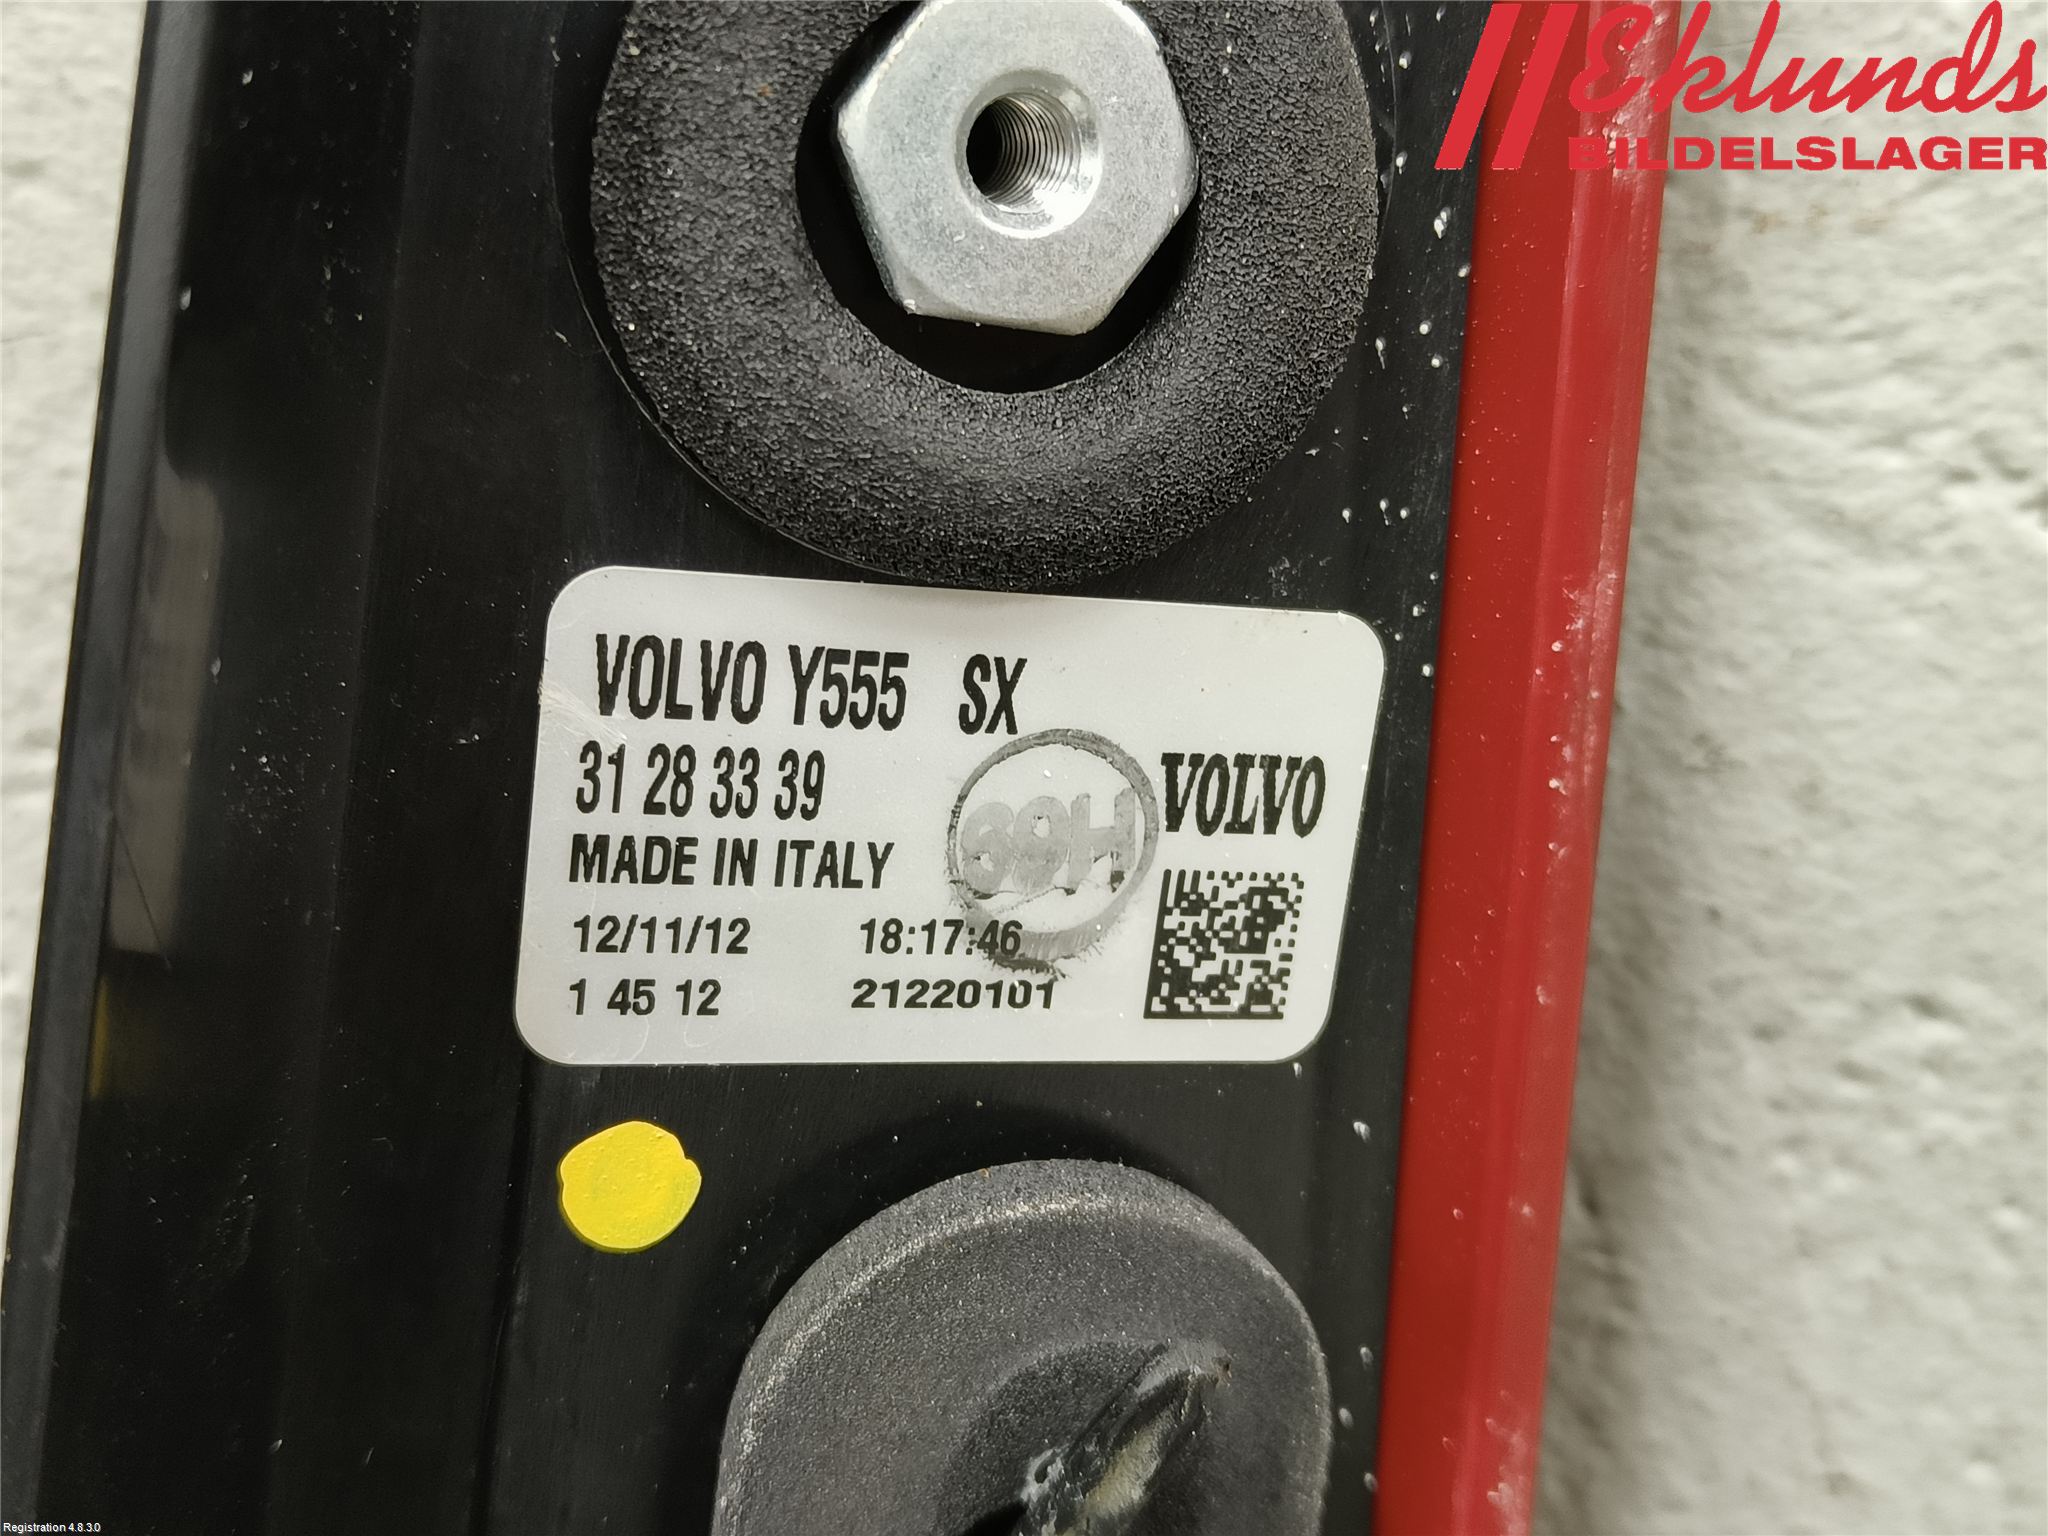 Eklunds
BILDELSLAGER
VOLVO Y555 SX
31 28 33 39
VOLVO
69H
MADE IN ITALY
12/11/12 18:17:46
1 45 12 21220101
Registration 4.8.3.0